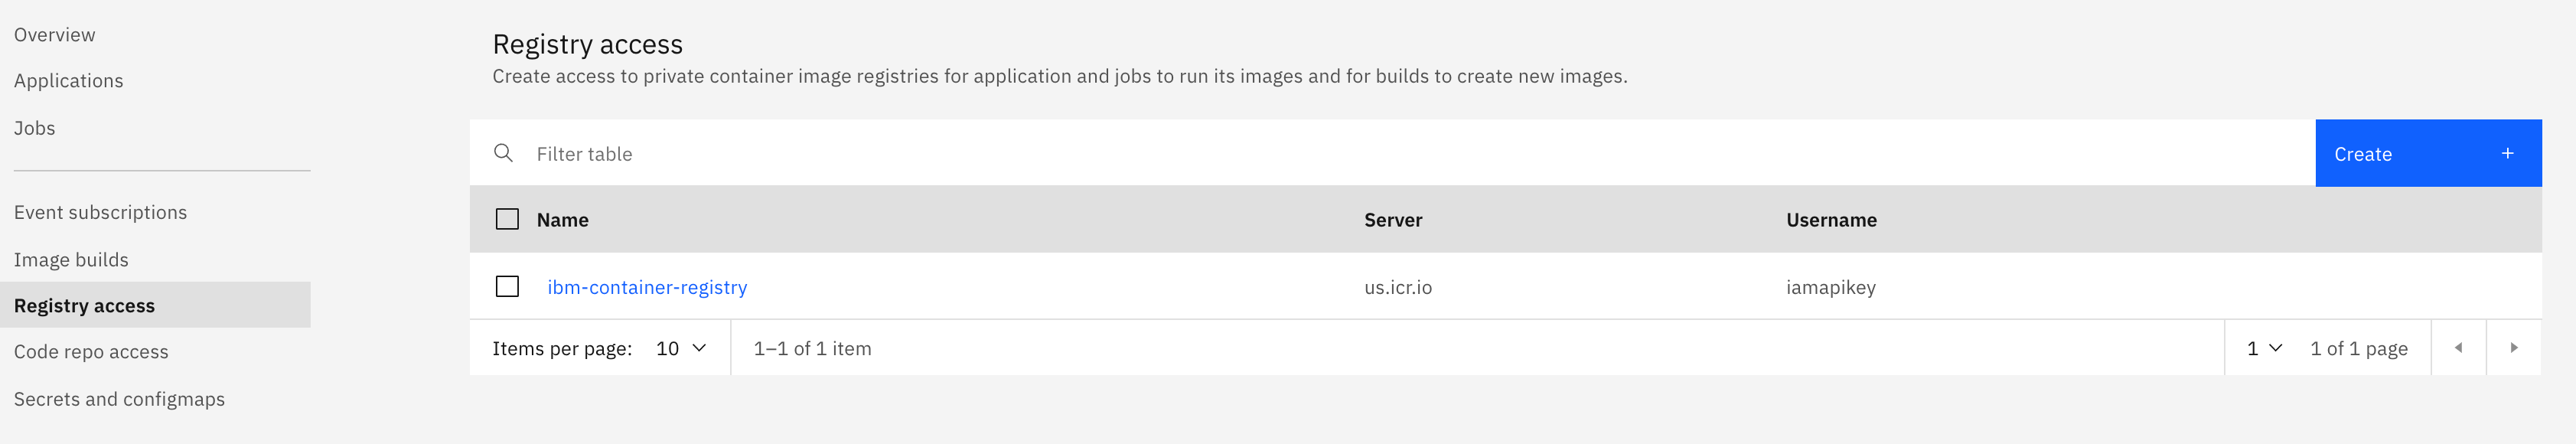 Overview
Applications
Jobs
Event subscriptions
Image builds
Registry access
Code repo access
Secrets and configmaps
Registry access
Create access to private container image registries for application and jobs to run its images and for builds to create new images.
Filter table
Create +
Name Server Username
ibm-container-registry us.icr.io iamapikey
Items per page: 10 1–1 of 1 item 1 1 of 1 page